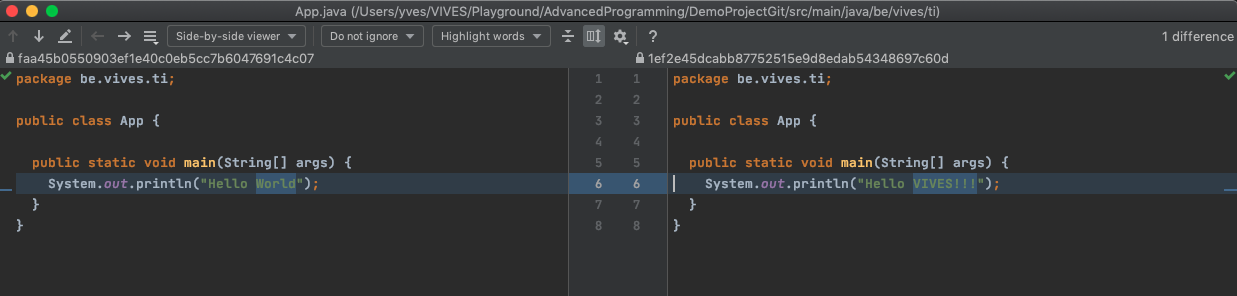 App.java (/Users/yves/VIVES/Playground/AdvancedProgramming/DemoProjectGit/src/main/java/be/vives/ti)
Side-by-side viewer Do not ignore Highlight words ? 1 difference
faa45b0550903ef1e40c0eb5cc7b6047691c4c07 1ef2e45dcabb87752515e9d8edab54348697c60d
package be.vives.ti; 1 1 package be.vives.ti;
2 2
public class App { 3 3 public class App {
4 4
public static void main(String[] args) { 5 5 public static void main(String[] args) {
System.out.println("Hello World"); 6 6 System.out.println("Hello VIVES!!!");
} 7 7 }
} 8 8 }